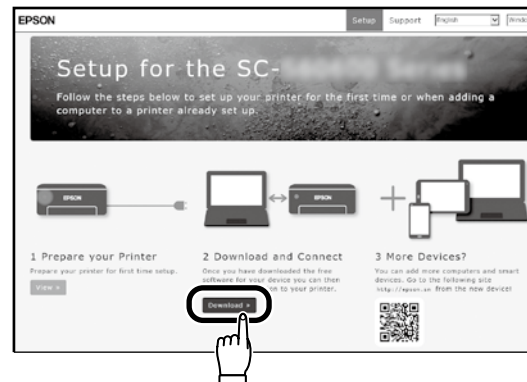 EPSON
Setup
Support
English
Windo
Setup for the SC-
Follow the steps below to set up your printer for the first time or when adding a
computer to a printer already set up.
EPSON
EPSON
1 Prepare your Printer
Prepare your printer for first time setup.
View »
2 Download and Connect
Once you have downloaded the free
software for your device you can then
on to your printer.
Download »
3 More Devices?
You can add more computers and smart
devices. Go to the following site
http://epson.sn from the new device!